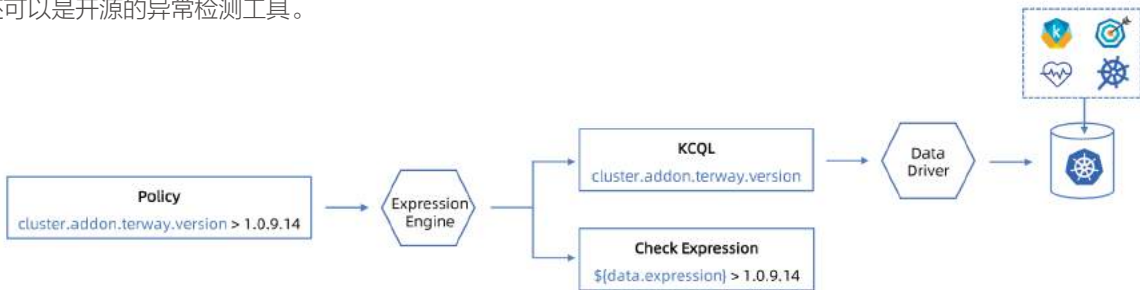 还可以是开源的异常检测工具。
Policy
cluster.addon.terway.version > 1.0.9.14
Expression
Engine
KCQL
cluster.addon.terway.version
Check Expression
${data.expression} > 1.0.9.14
Data
Driver
k